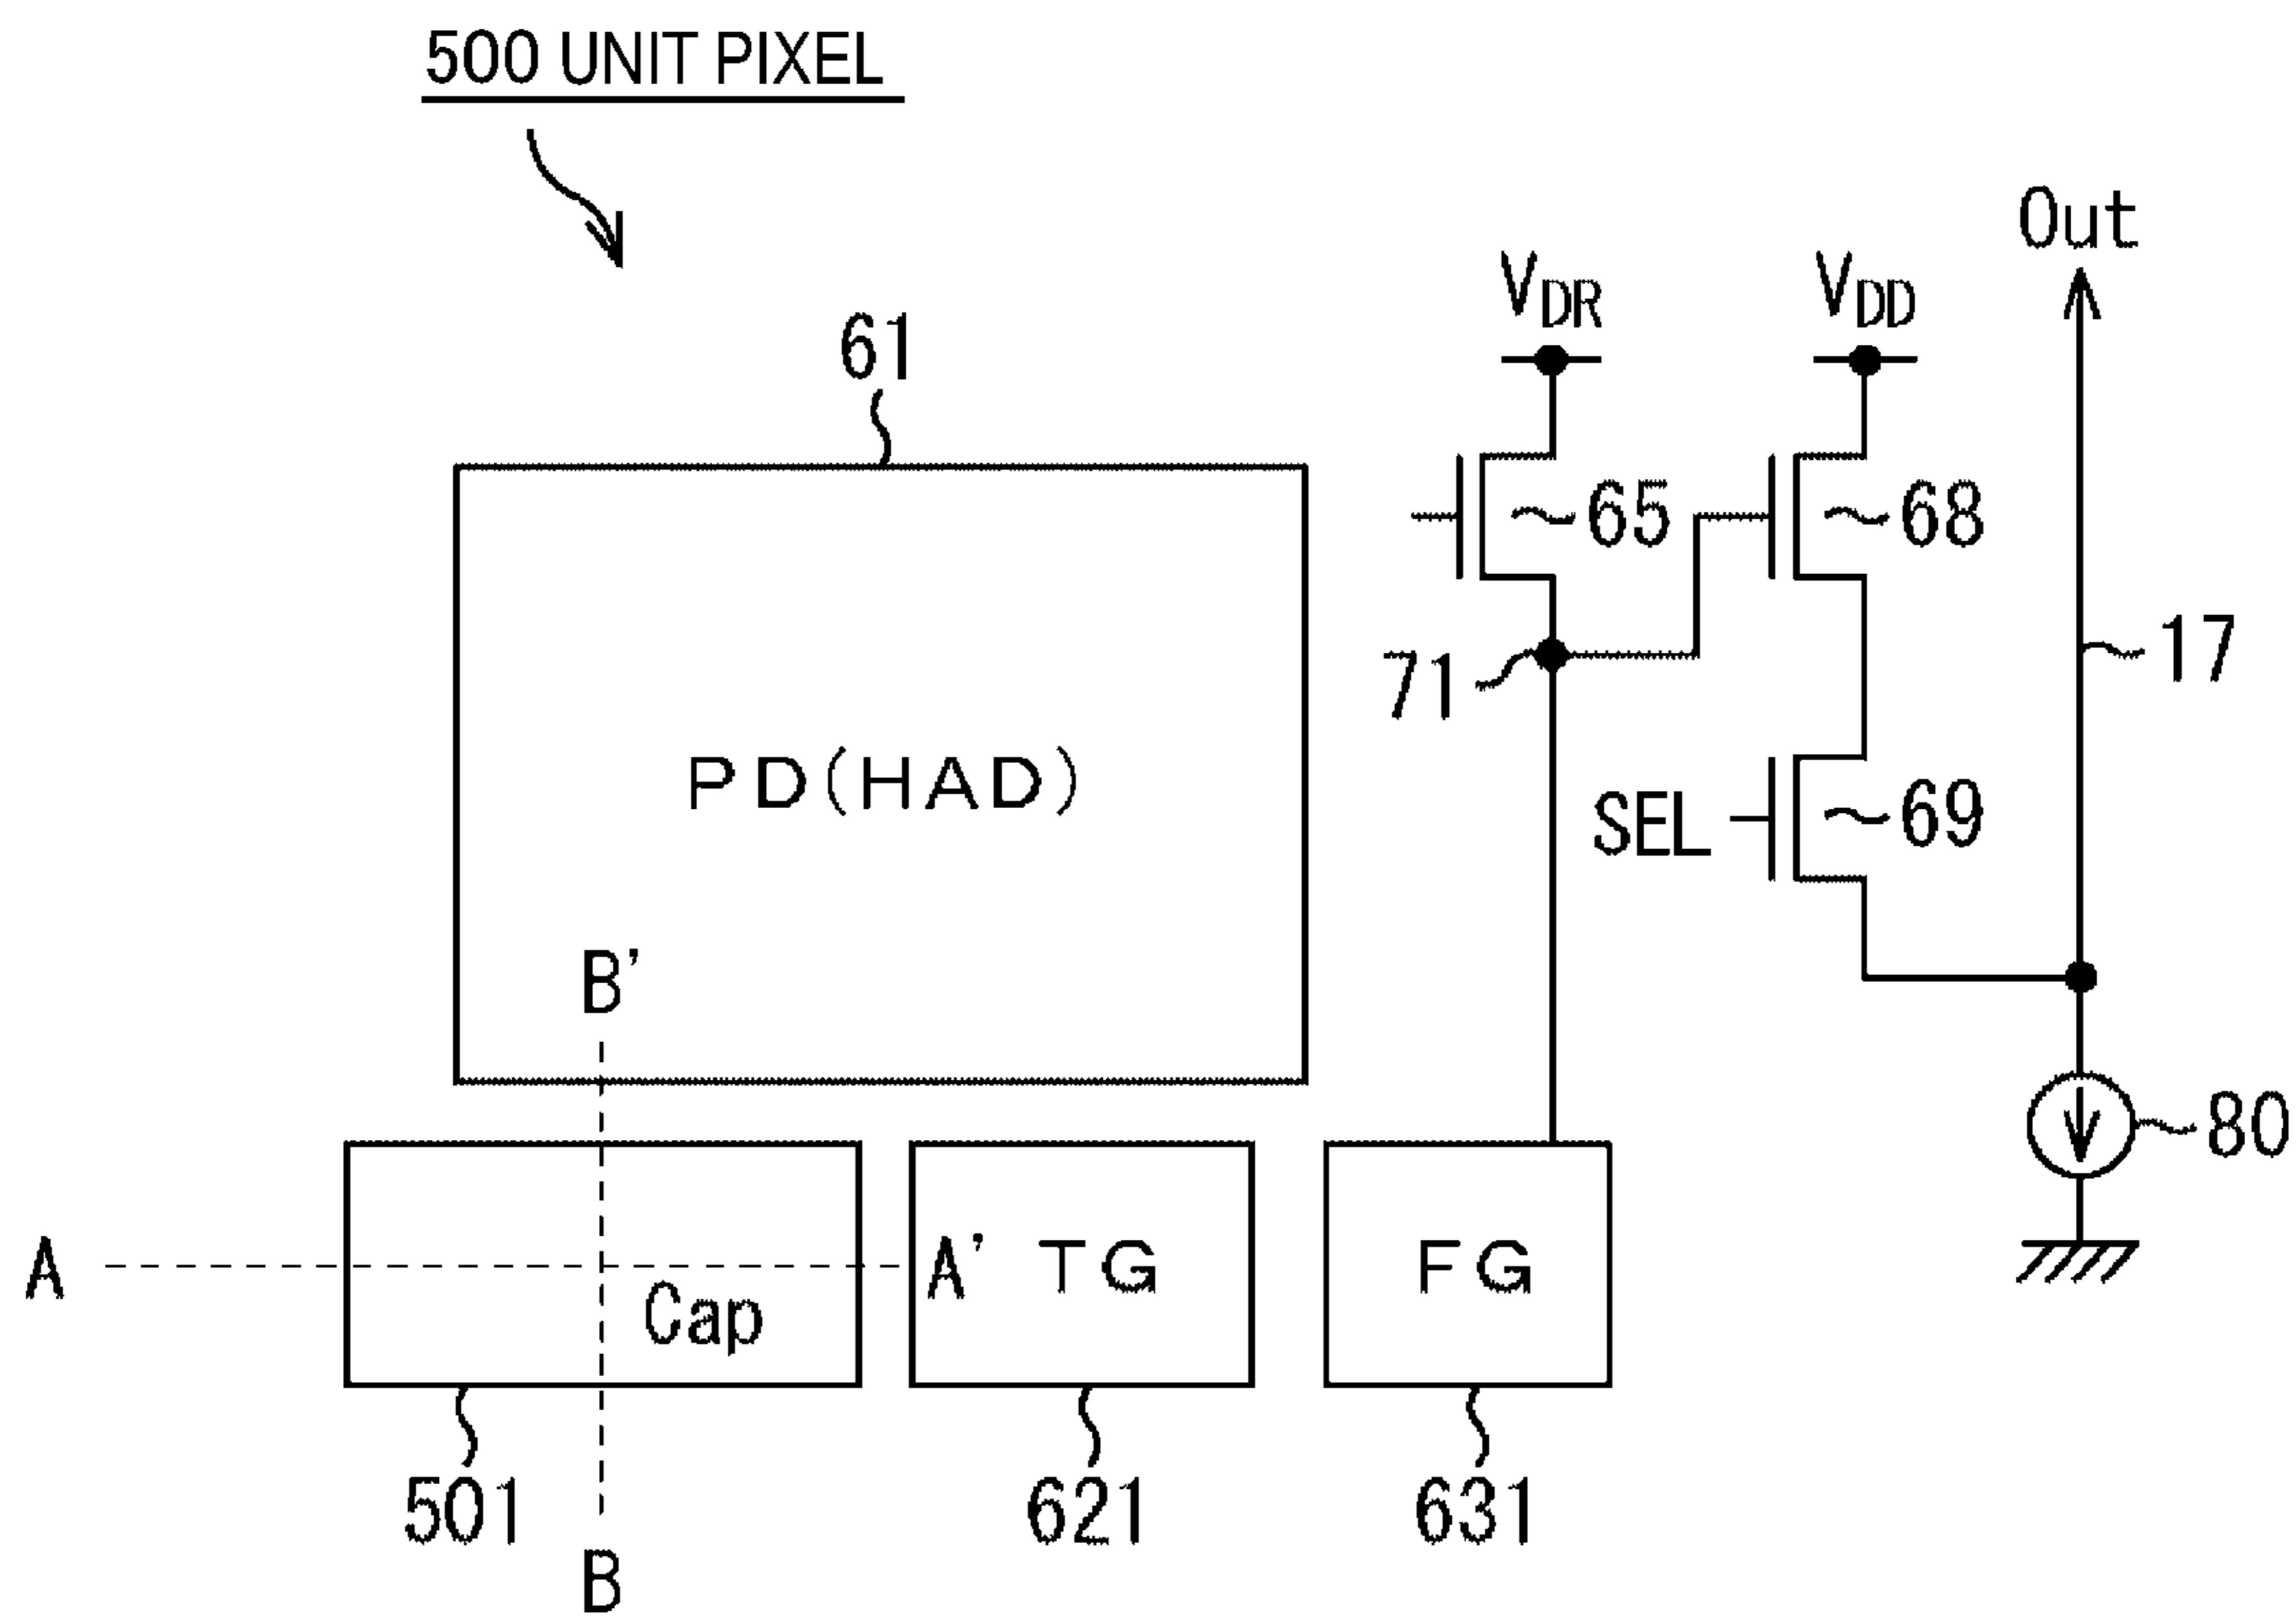 500 UNIT PIXEL
Out
VDR
VDD
61
65
68
71
17
PD(HAD)
SEL
69
B'
80
A
A'
TG
FG
Cap
501
621
631
B